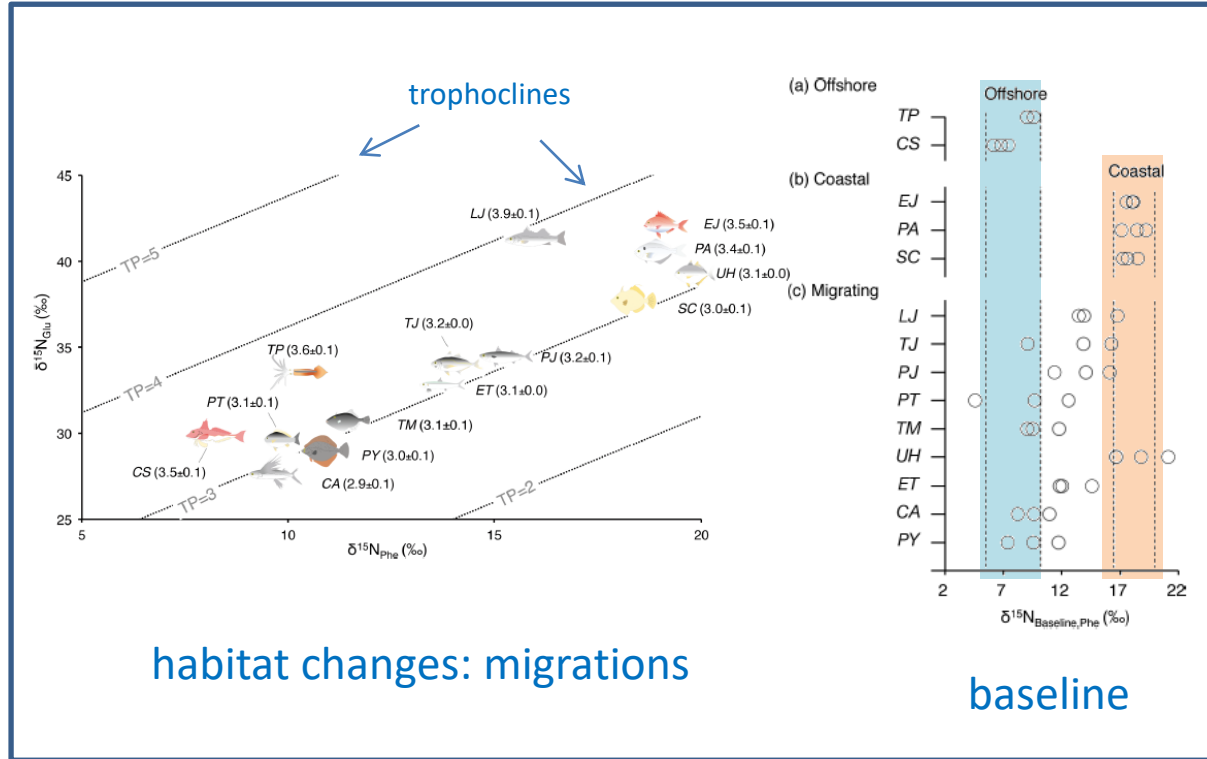 trophoclines
45
40
35
30
25
δ¹⁵N_Glu (‰)
TP=5
TP=4
TP=3
TP=2
LJ (3.9±0.1)
EJ (3.5±0.1)
PA (3.4±0.1)
UH (3.1±0.0)
SC (3.0±0.1)
TJ (3.2±0.0)
TP (3.6±0.1)
PJ (3.2±0.1)
ET (3.1±0.0)
PT (3.1±0.1)
TM (3.1±0.1)
PY (3.0±0.1)
CS (3.5±0.1)
CA (2.9±0.1)
5 10 15 20
δ¹⁵N_Phe (‰)
habitat changes: migrations
(a) Offshore
Offshore
TP
CS
(b) Coastal
Coastal
EJ
PA
SC
(c) Migrating
LJ
TJ
PJ
PT
TM
UH
ET
CA
PY
2 7 12 17 22
δ¹⁵N_Baseline,Phe (‰)
baseline